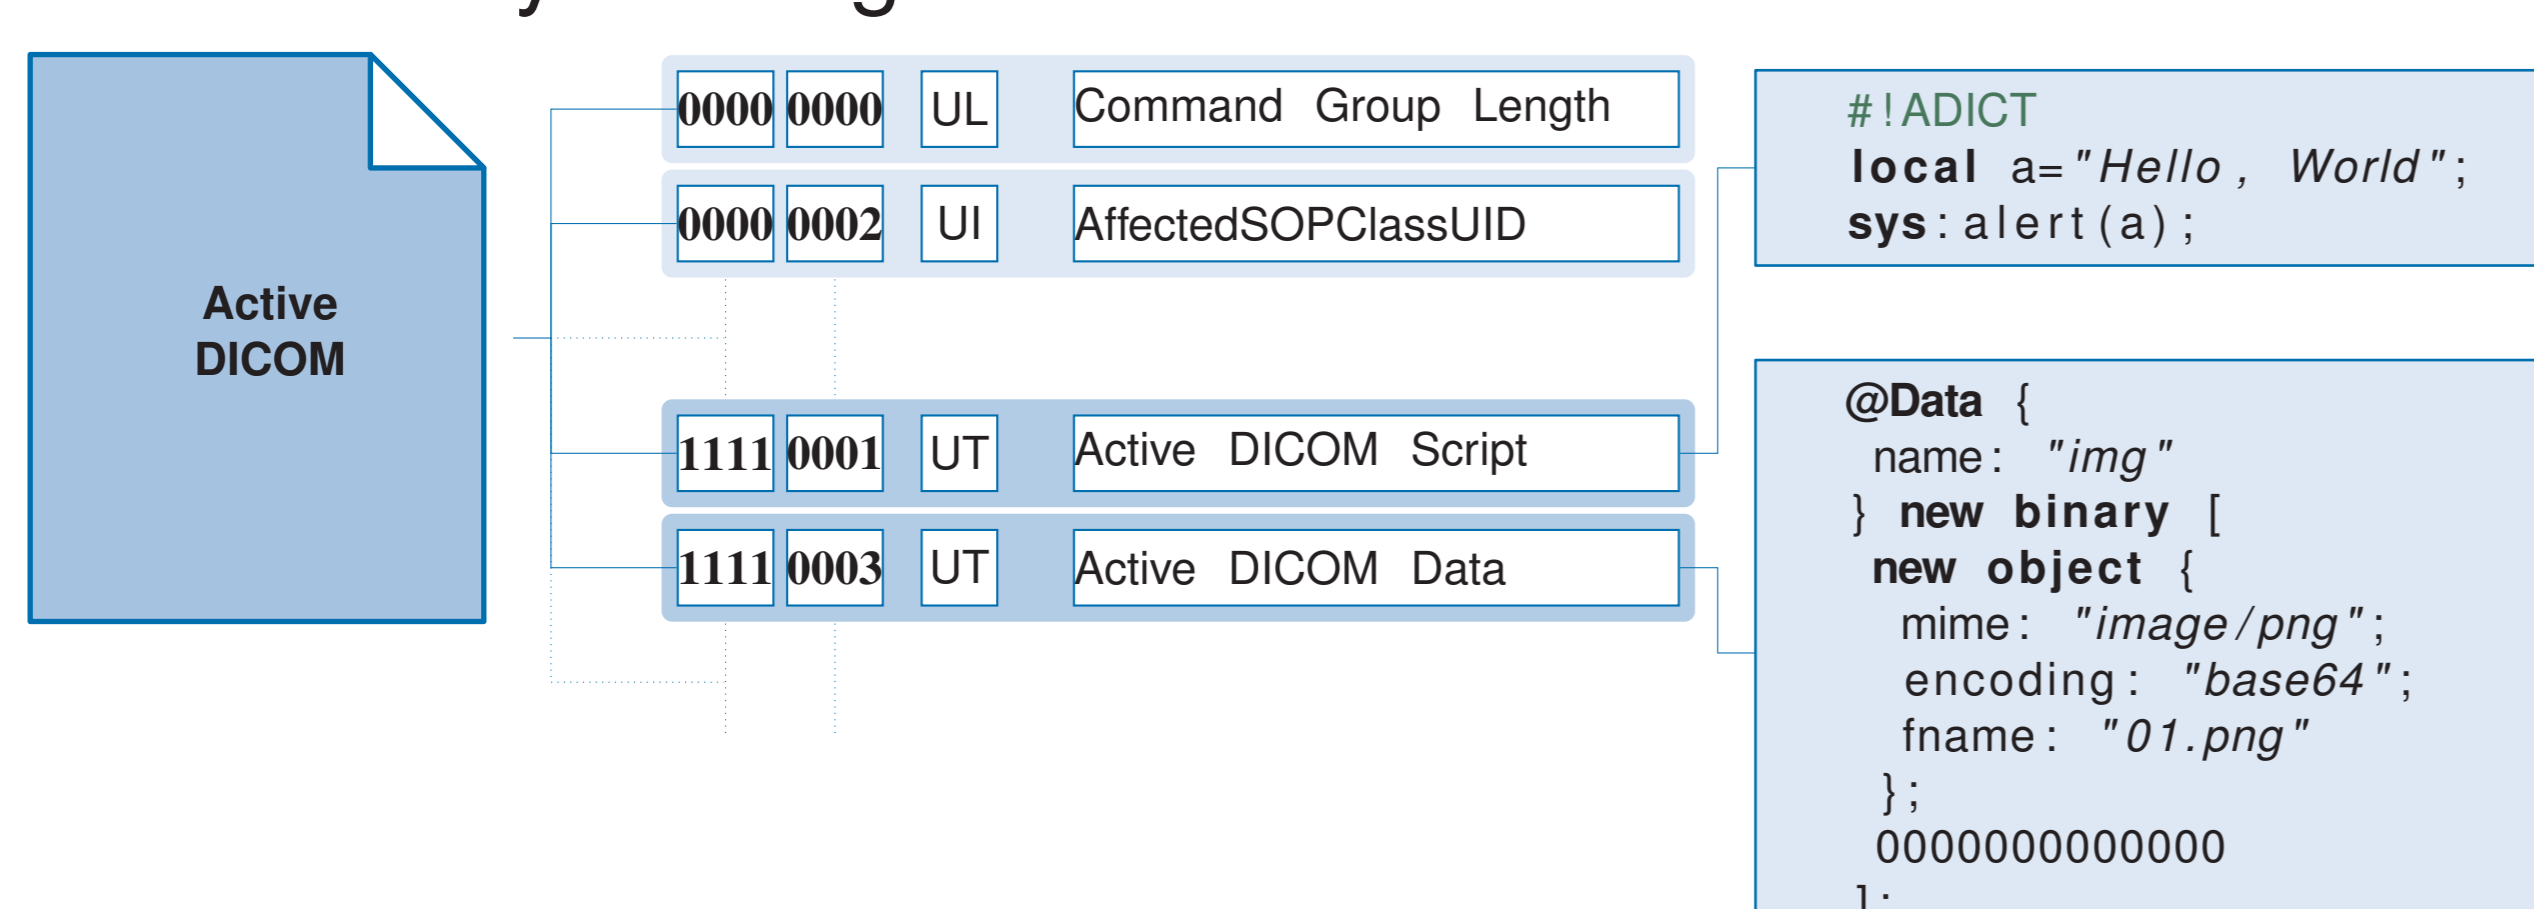 Active
DICOM
0000 0000 UL Command Group Length
0000 0002 UI AffectedSOPClassUID
1111 0001 UT Active DICOM Script
1111 0003 UT Active DICOM Data
#!ADICT
local a="Hello, World";
sys:alert(a);
@Data {
name: "img"
} new binary [
new object {
mime: "image/png";
encoding: "base64";
fname: "01.png"
};
0000000000000
];